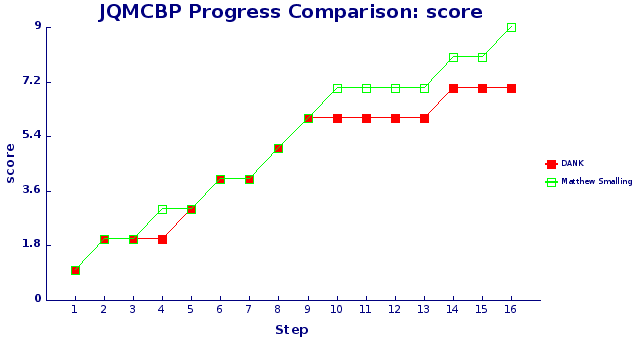 JQMCBP Progress Comparison: score
9
7.2
5.4
3.6
1.8
0
score
1 2 3 4 5 6 7 8 9 10 11 12 13 14 15 16
Step
DANK
Matthew Smalling